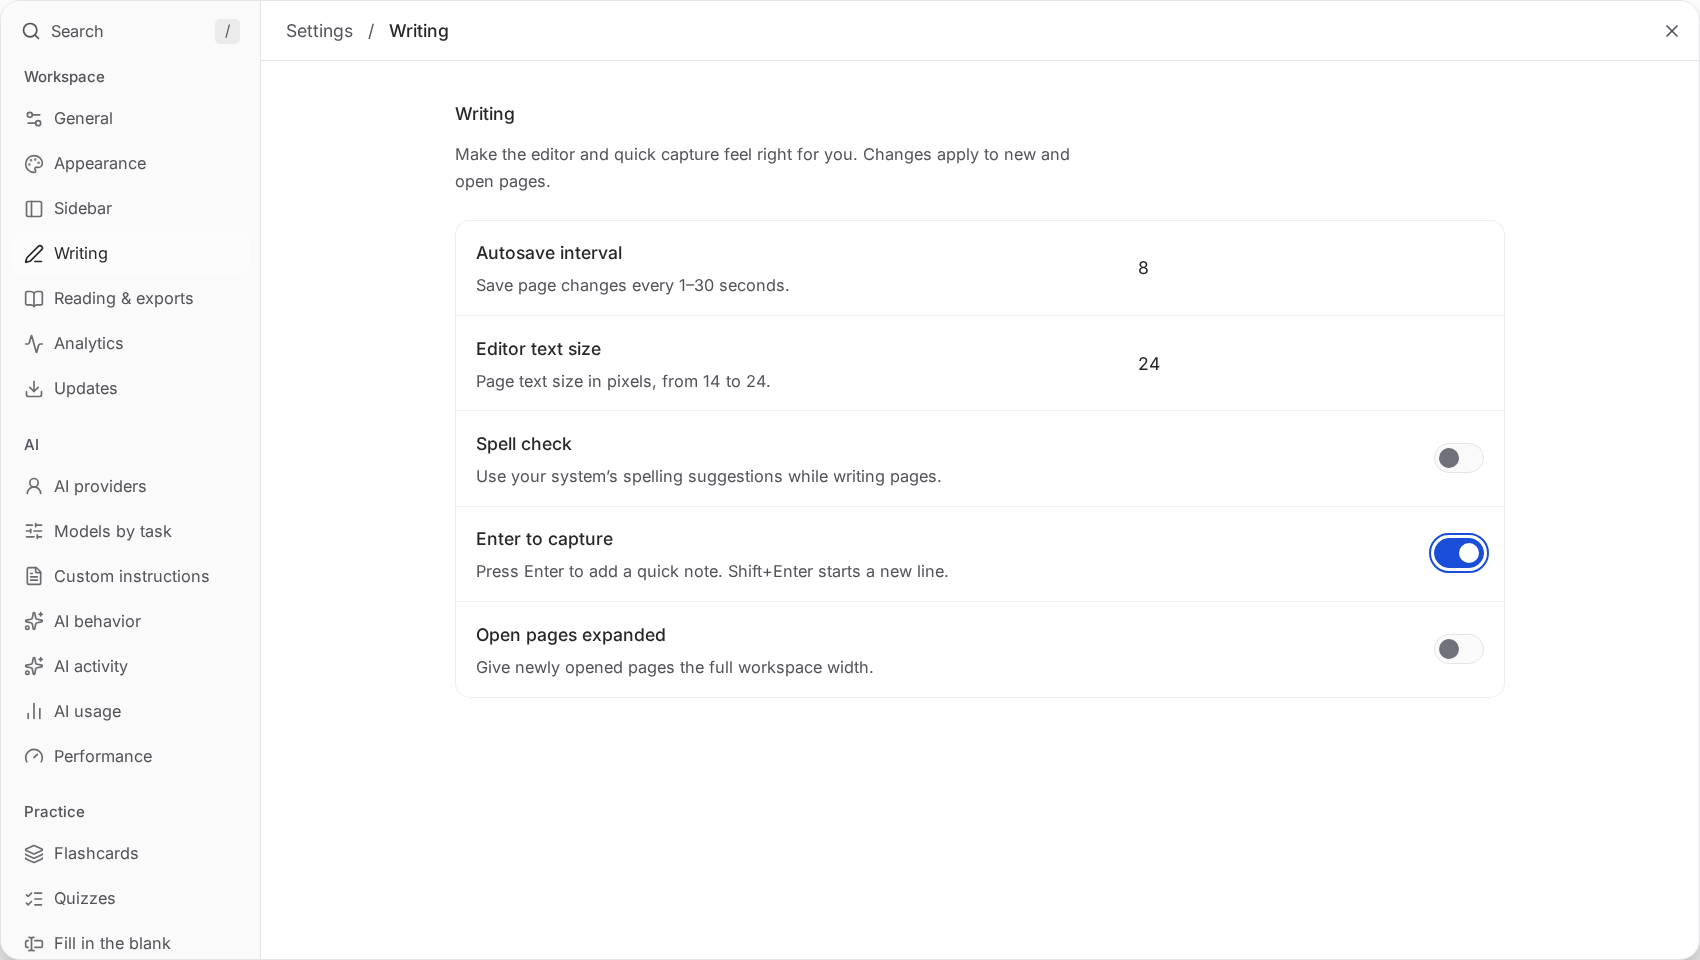 Search
/
Workspace
General
Appearance
Sidebar
Writing
Reading & exports
Analytics
Updates
AI
AI providers
Models by task
Custom instructions
AI behavior
AI activity
AI usage
Performance
Practice
Flashcards
Quizzes
Fill in the blank
Settings / Writing
Writing
Make the editor and quick capture feel right for you. Changes apply to new and
open pages.
Autosave interval
Save page changes every 1–30 seconds.
8
Editor text size
Page text size in pixels, from 14 to 24.
24
Spell check
Use your system’s spelling suggestions while writing pages.
Enter to capture
Press Enter to add a quick note. Shift+Enter starts a new line.
Open pages expanded
Give newly opened pages the full workspace width.